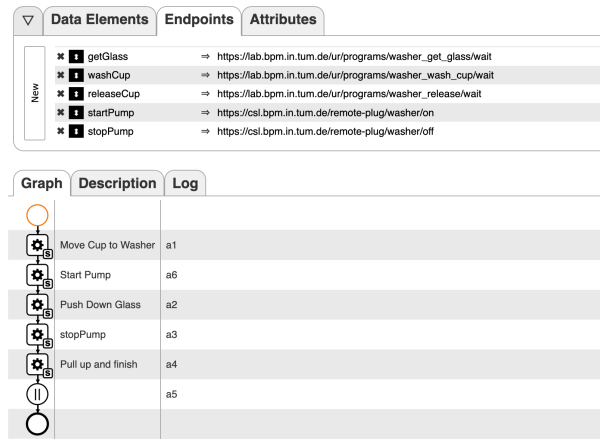 Data Elements Endpoints Attributes
New
getGlass ⇒ https://lab.bpm.in.tum.de/ur/programs/washer_get_glass/wait
washCup ⇒ https://lab.bpm.in.tum.de/ur/programs/washer_wash_cup/wait
releaseCup ⇒ https://lab.bpm.in.tum.de/ur/programs/washer_release/wait
startPump ⇒ https://csl.bpm.in.tum.de/remote-plug/washer/on
stopPump ⇒ https://csl.bpm.in.tum.de/remote-plug/washer/off
Graph Description Log
S Move Cup to Washer a1
S Start Pump a6
S Push Down Glass a2
S stopPump a3
S Pull up and finish a4
a5